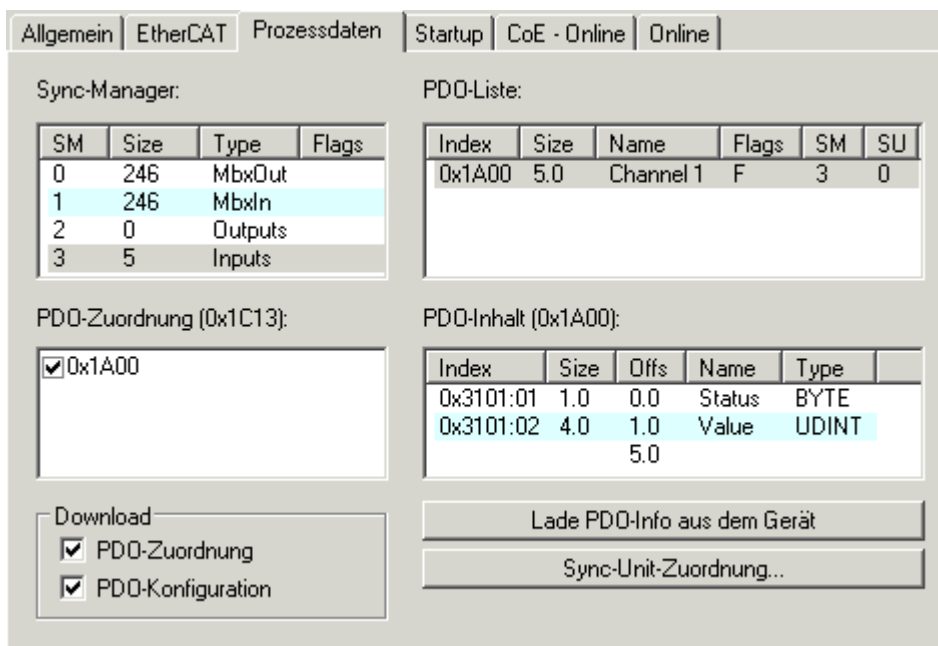 Allgemein EtherCAT Prozessdaten Startup CoE - Online Online
Sync-Manager:
SM Size Type Flags
0 246 MbxOut
1 246 MbxIn
2 0 Outputs
3 5 Inputs
PDO-Liste:
Index Size Name Flags SM SU
0x1A00 5.0 Channel 1 F 3 0
PDO-Zuordnung (0x1C13):
0x1A00
PDO-Inhalt (0x1A00):
Index Size Offs Name Type
0x3101:01 1.0 0.0 Status BYTE
0x3101:02 4.0 1.0 Value UDINT
5.0
Download
PDO-Zuordnung
PDO-Konfiguration
Lade PDO-Info aus dem Gerät
Sync-Unit-Zuordnung...